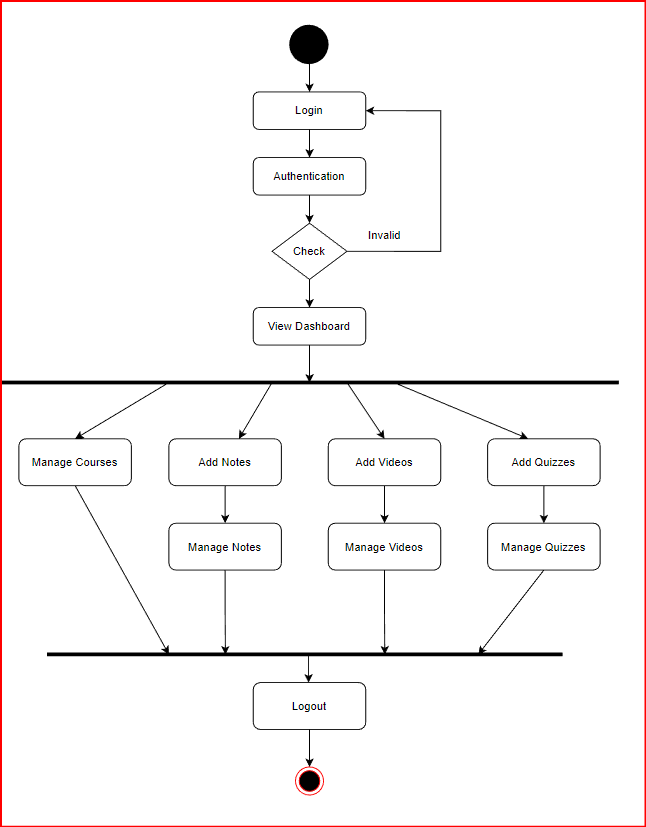 Login
Authentication
Invalid
Check
View Dashboard
Manage Courses
Add Notes
Add Videos
Add Quizzes
Manage Notes
Manage Videos
Manage Quizzes
Logout